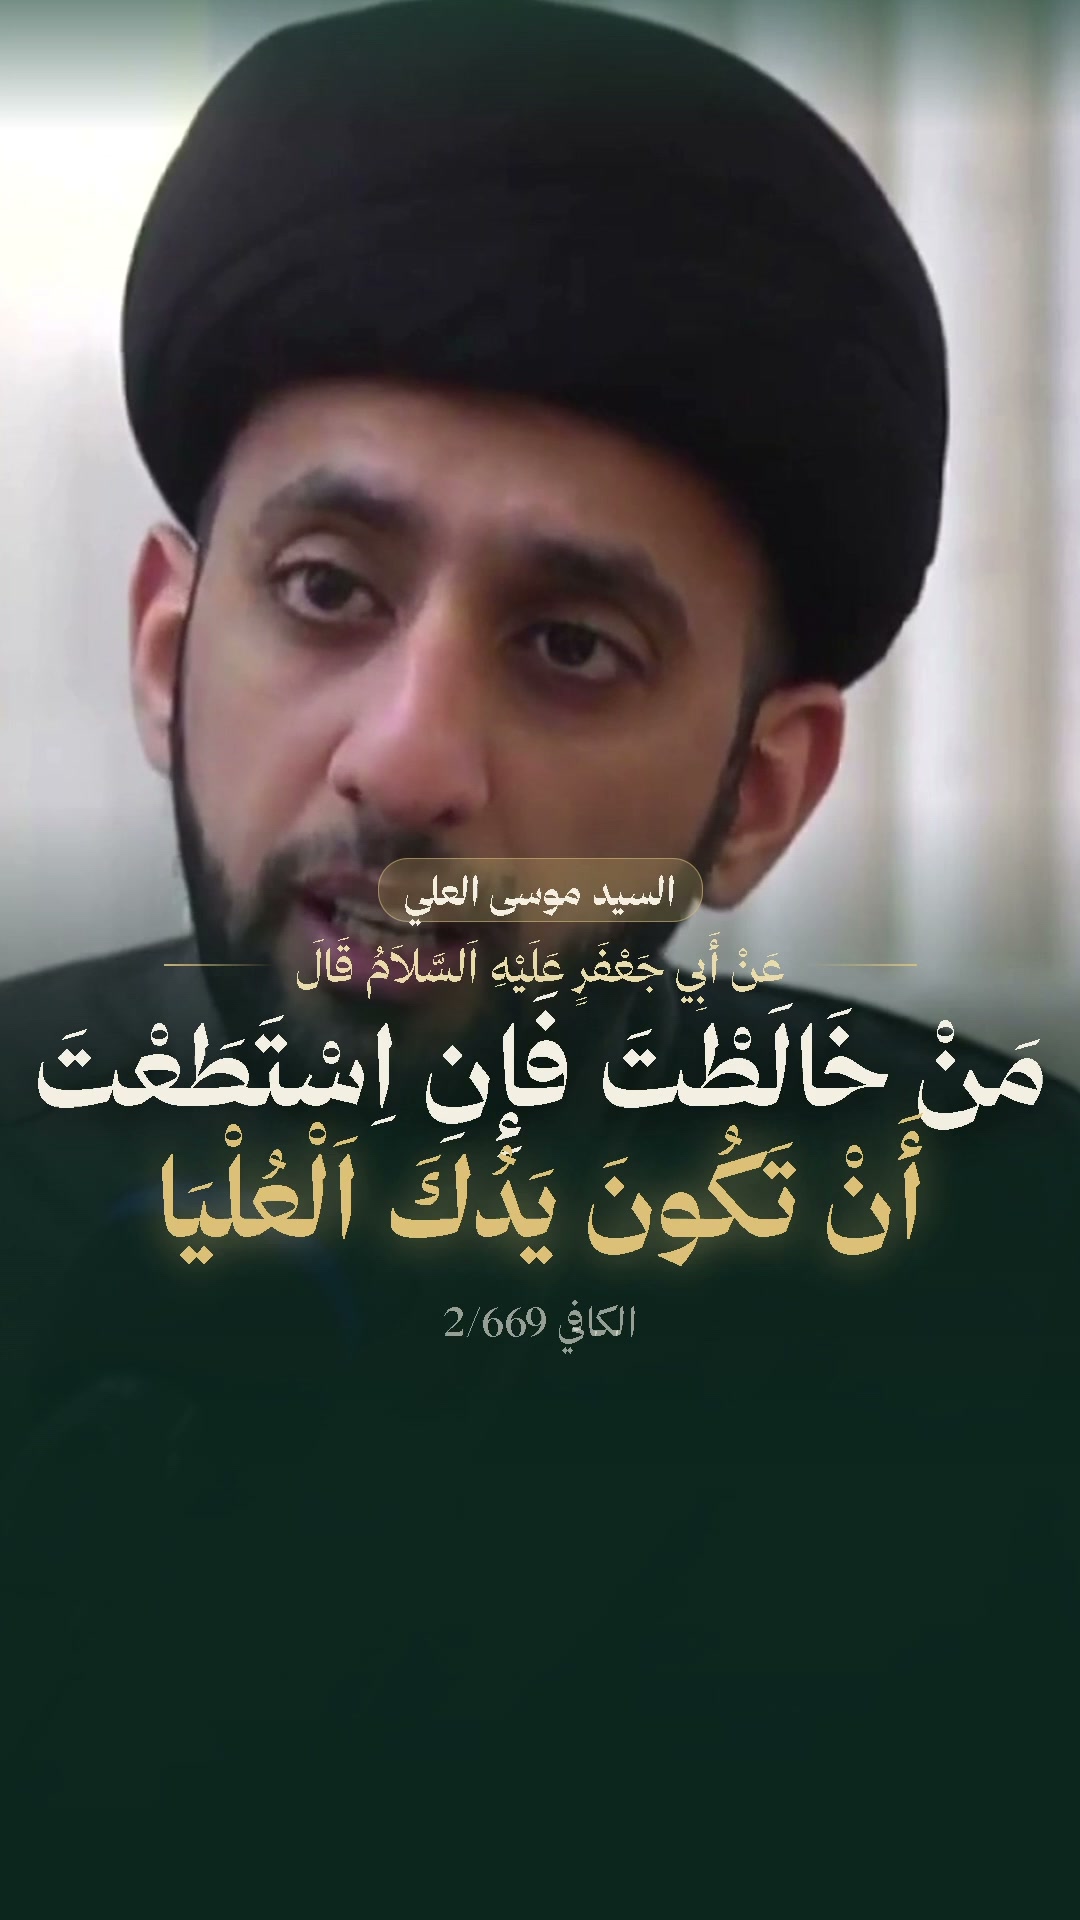 السيد موسى العلي
عَنْ أَبِي جَعْفَرٍ عَلَيْهِ اَلسَّلاَمُ قَالَ
مَنْ خَالَطْتَ فَإِنِ اِسْتَطَعْتَ
أَنْ تَكُونَ يَدُكَ اَلْعُلْيَا
الكافي 2/669